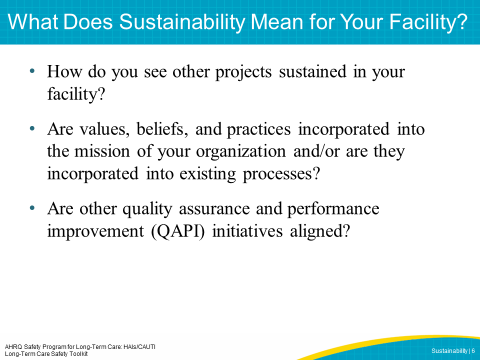 What Does Sustainability Mean for Your Facility?
• How do you see other projects sustained in your
facility?
• Are values, beliefs, and practices incorporated into
the mission of your organization and/or are they
incorporated into existing processes?
• Are other quality assurance and performance
improvement (QAPI) initiatives aligned?
AHRQ Safety Program for Long-Term Care: HAIs/CAUTI
Long-Term Care Safety Toolkit
Sustainability | 5